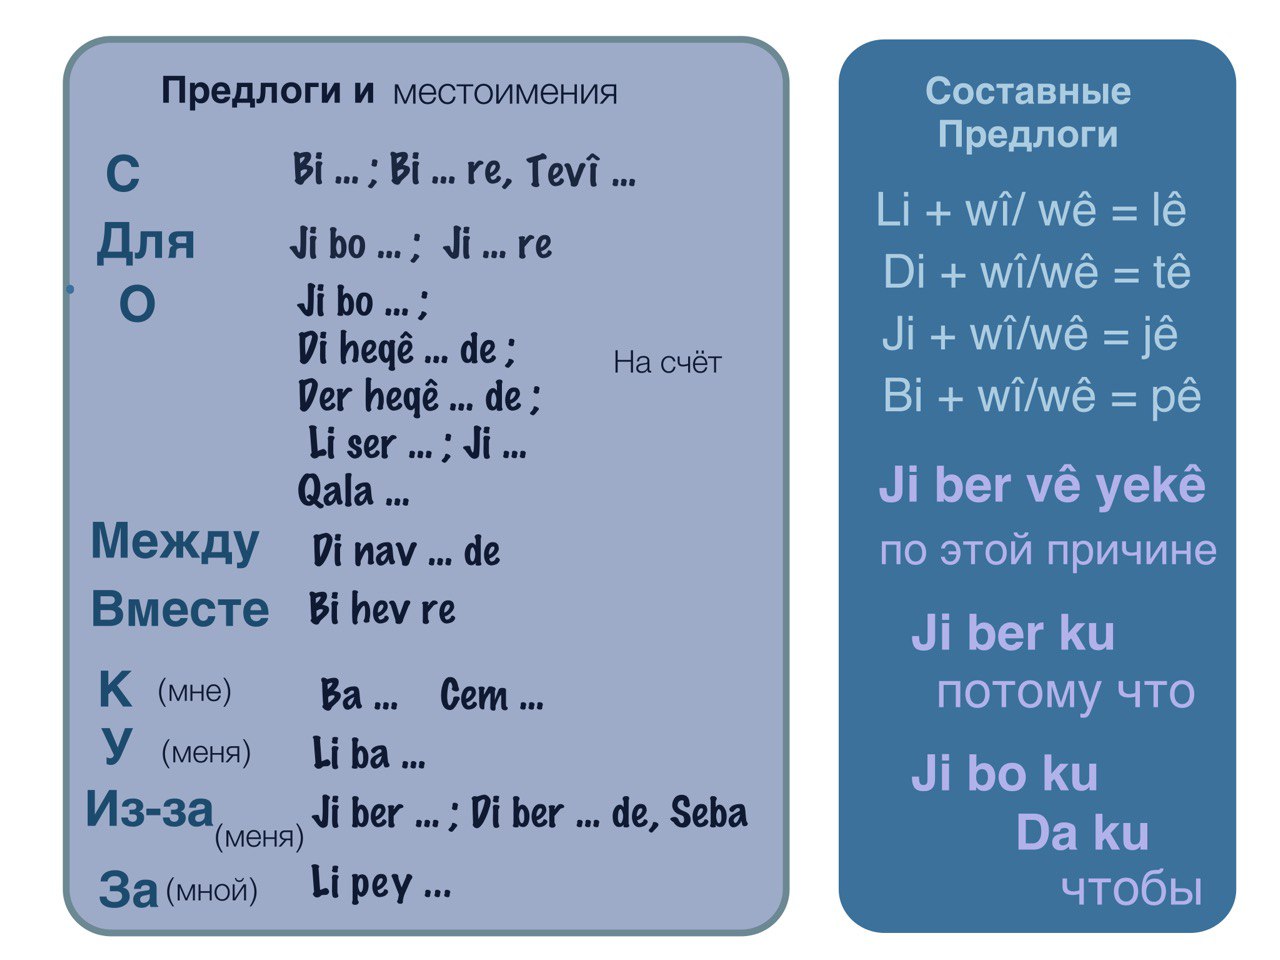 Предлоги и местоимения
С Bi ... ; Bi ... re, Tevî ...
Для Ji bo ... ; Ji ... re
О Ji bo ... ;
Di heqê ... de ;
На счёт
Der heqê ... de ;
Li ser ... ; Ji ...
Qala ...
Между Di nav ... de
Вместе Bi hev re
К (мне) Ba ... Cem ...
У (меня) Li ba ...
Из-за (меня) Ji ber ... ; Di ber ... de, Seba
За (мной) Li pey ...
Составные
Предлоги
Li + wî/ wê = lê
Di + wî/wê = tê
Ji + wî/wê = jê
Bi + wî/wê = pê
Ji ber vê yekê
по этой причине
Ji ber ku
потому что
Ji bo ku
Da ku
чтобы